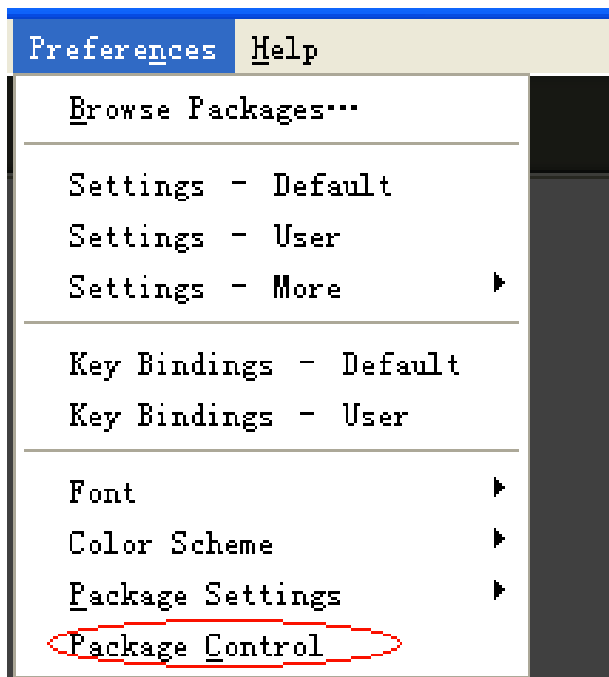 Preferences Help
Browse Packages...
Settings - Default
Settings - User
Settings - More
Key Bindings - Default
Key Bindings - User
Font
Color Scheme
Package Settings
Package Control